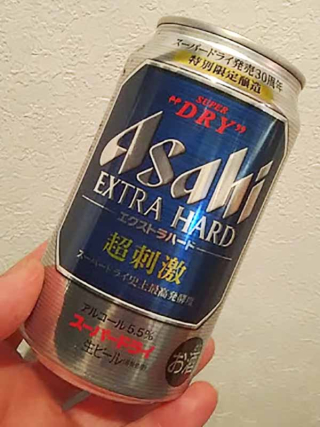 スーパードライ発売30周年
特別限定醸造
SUPER
"DRY"
Asahi
EXTRA HARD
エクストラハード
超刺激
スーパードライ史上最高発酵度
アルコール5.5%
スーパードライ
生ビール
お酒